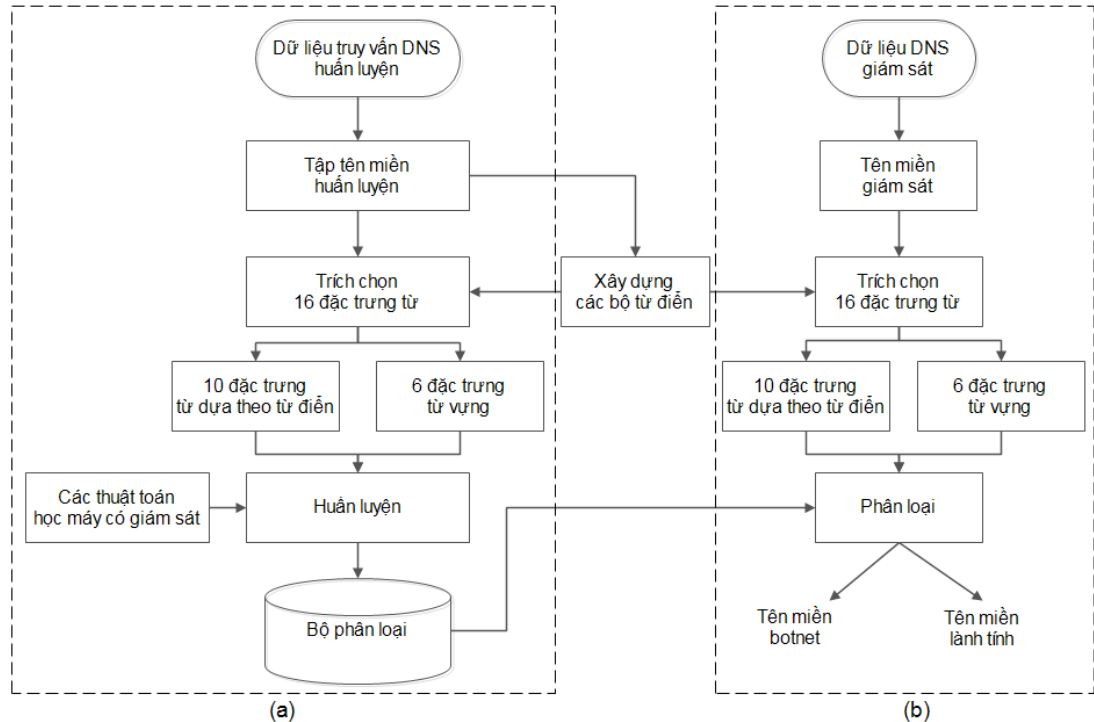 Dữ liệu truy vấn DNS
huấn luyện
Tập tên miền
huấn luyện
Trích chọn
16 đặc trưng từ
10 đặc trưng
từ dựa theo từ điển
6 đặc trưng
từ vựng
Các thuật toán
học máy có giám sát
Huấn luyện
Bộ phân loại
(a)
Xây dựng
các bộ từ điển
Dữ liệu DNS
giám sát
Tên miền
giám sát
Trích chọn
16 đặc trưng từ
10 đặc trưng
từ dựa theo từ điển
6 đặc trưng
từ vựng
Phân loại
Tên miền
botnet
Tên miền
lành tính
(b)